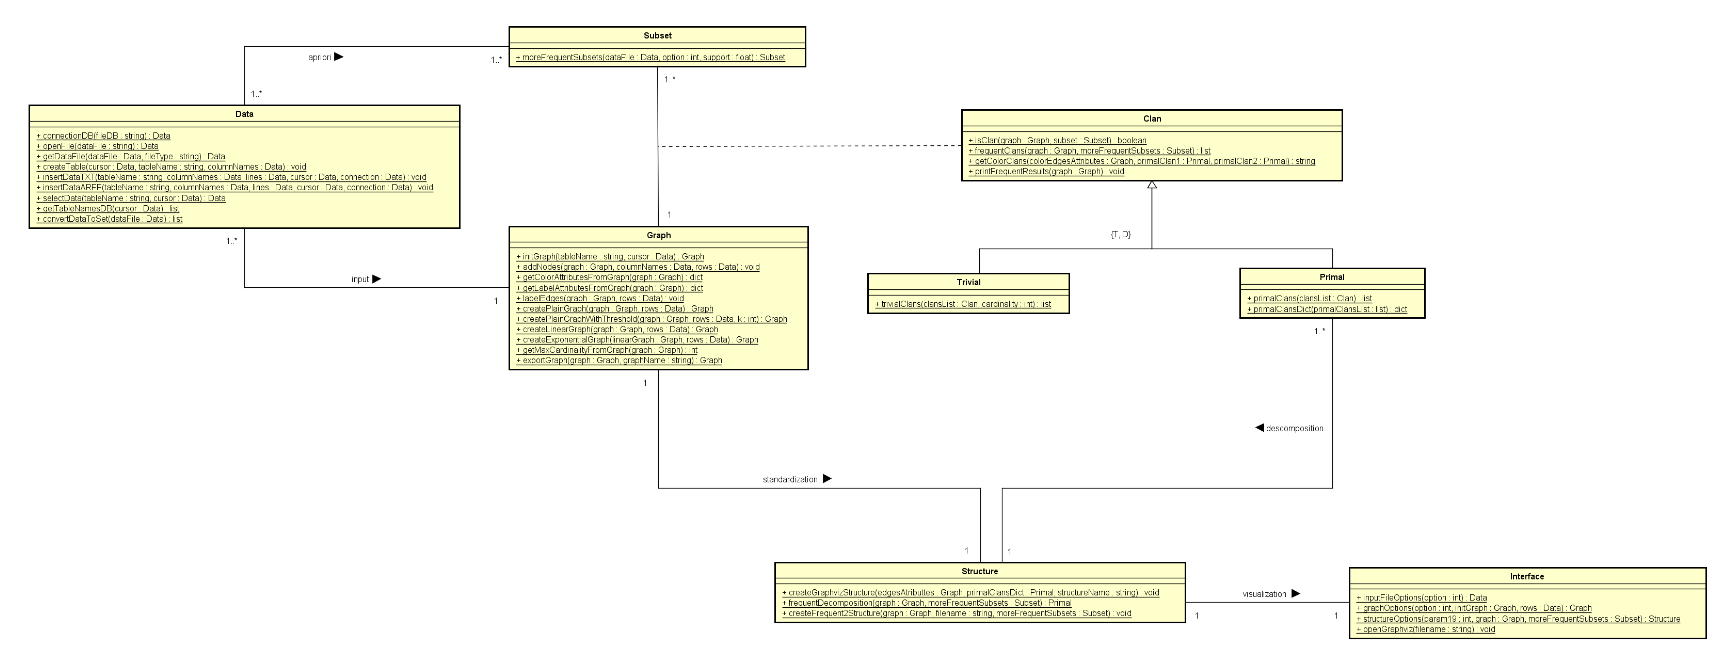 Subset
+ moreFrequentSubsets(dataFile : Data, option : int, support : float) : Subset
apriori
1..*
1..*
1..*
Data
+ connectionDB(fileDB : string) : Data
+ openFile(dataFile : string) : Data
+ getDataFile(dataFile : Data, fileType : string) : Data
+ createTable(cursor : Data, tableName : string, columnNames : Data) : void
+ insertDataTXT(tableName : string, columnNames : Data, lines : Data, cursor : Data, connection : Data) : void
+ insertDataARFF(tableName : string, columnNames : Data, lines : Data, cursor : Data, connection : Data) : void
+ selectData(tableName : string, cursor : Data) : Data
+ getTableNamesDB(cursor : Data) : list
+ convertDataToSet(dataFile : Data) : list
Clan
+ isClan(graph : Graph, subset : Subset) : boolean
+ frequentClans(graph : Graph, moreFrequentSubsets : Subset) : list
+ getColorClans(colorEdgesAttributes : Graph, primalClan1 : Primal, primalClan2 : Primal) : string
+ printFrequentResults(graph : Graph) : void
1..*
input
1
1
Graph
+ initGraph(tableName : string, cursor : Data) : Graph
+ addNodes(graph : Graph, columnNames : Data, rows : Data) : void
+ getColorAttributesFromGraph(graph : Graph) : dict
+ getLabelAttributesFromGraph(graph : Graph) : dict
+ labelEdges(graph : Graph, rows : Data) : void
+ createPlainGraph(graph : Graph, rows : Data) : Graph
+ createPlainGraphWithThreshold(graph : Graph, rows : Data, k : int) : Graph
+ createLinearGraph(graph : Graph, rows : Data) : Graph
+ createExponentialGraph(linearGraph : Graph, rows : Data) : Graph
+ getMaxCardinalityFromGraph(graph : Graph) : int
+ exportGraph(graph : Graph, graphName : string) : Graph
{T, D}
Trivial
+ trivialClans(clansList : Clan, cardinality : int) : list
Primal
+ primalClans(clansList : Clan) : list
+ primalClansDict(primalClansList : list) : dict
1..*
1
descomposition
standardization
1
1
Structure
+ createGraphvizStructure(edgesAtributtes : Graph, primalClansDict, : Primal, structureName : string) : void
+ frequentDecomposition(graph : Graph, moreFrequentSubsets : Subset) : Primal
+ createFrequent2Structure(graph : Graph, filename : string, moreFrequentSubsets : Subset) : void
visualization
1
1
Interface
+ inputFileOptions(option : int) : Data
+ graphOptions(option : int, initGraph : Graph, rows : Data) : Graph
+ structureOptions(param19 : int, graph : Graph, moreFrequentSubsets : Subset) : Structure
+ openGraphviz(filename : string) : void